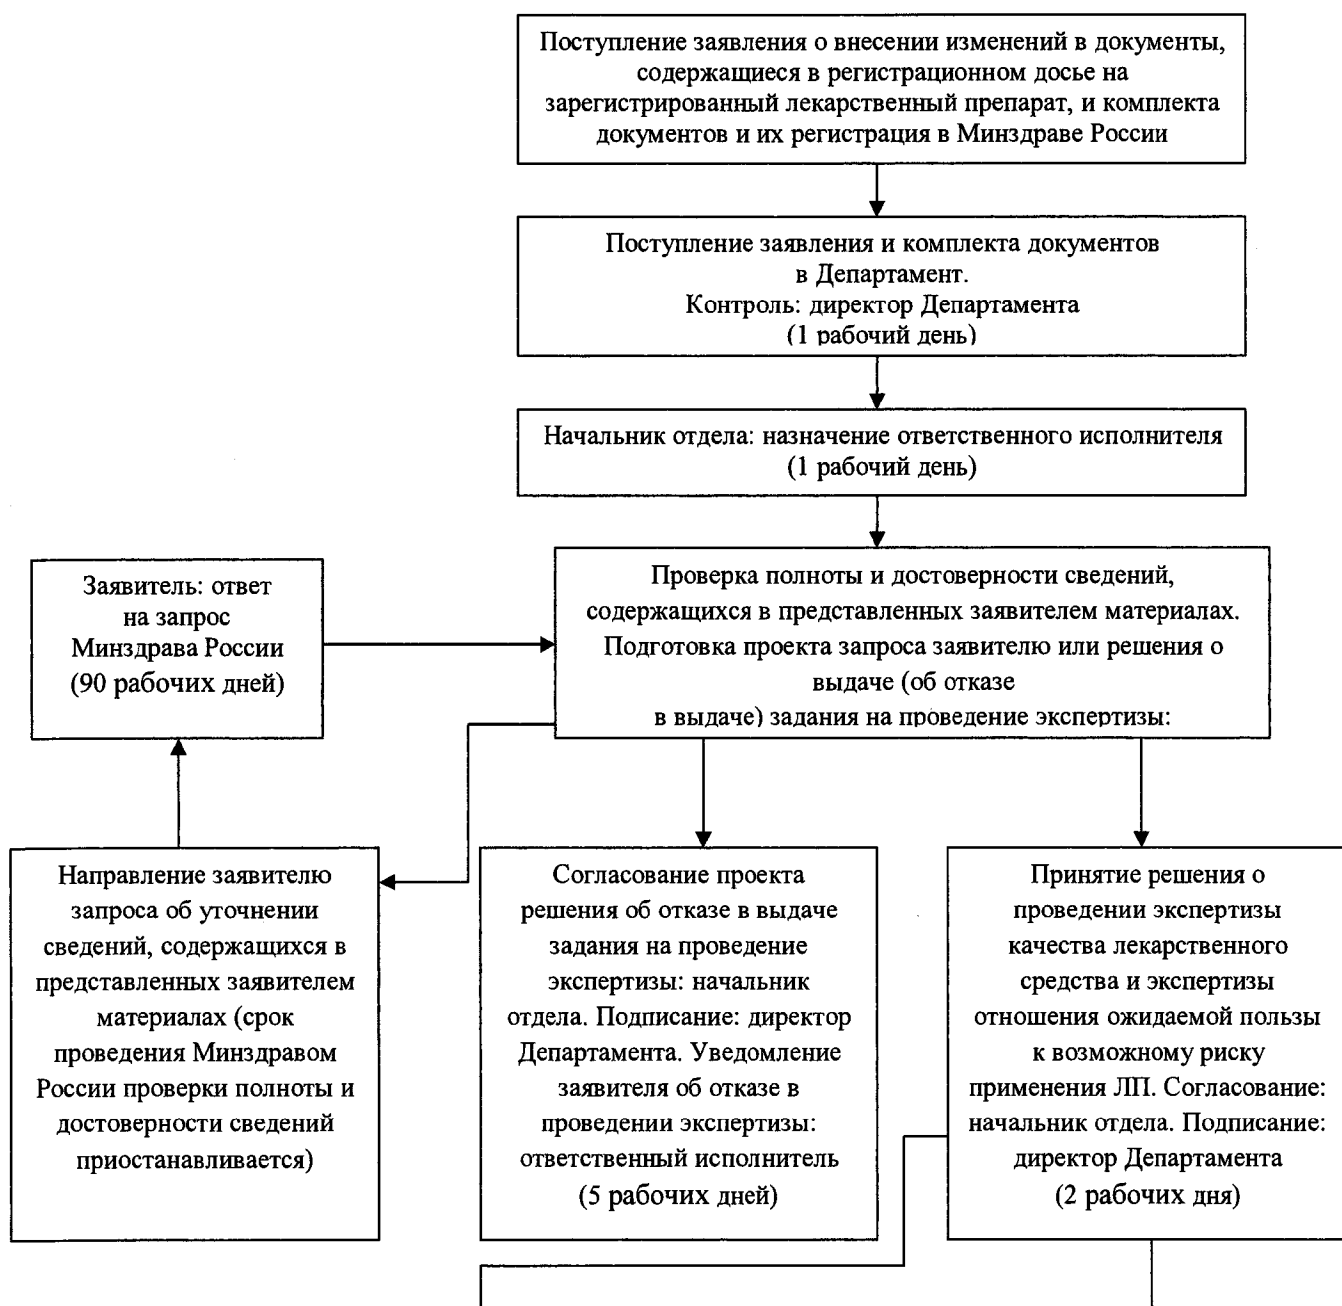 Поступление заявления о внесении изменений в документы,
содержащиеся в регистрационном досье на
зарегистрированный лекарственный препарат, и комплекта
документов и их регистрация в Минздраве России
Поступление заявления и комплекта документов
в Департамент.
Контроль: директор Департамента
(1 рабочий день)
Начальник отдела: назначение ответственного исполнителя
(1 рабочий день)
Заявитель: ответ
на запрос
Минздрава России
(90 рабочих дней)
Проверка полноты и достоверности сведений,
содержащихся в представленных заявителем материалах.
Подготовка проекта запроса заявителю или решения о
выдаче (об отказе
в выдаче) задания на проведение экспертизы:
Направление заявителю
запроса об уточнении
сведений, содержащихся в
представленных заявителем
материалах (срок
проведения Минздравом
России проверки полноты и
достоверности сведений
приостанавливается)
Согласование проекта
решения об отказе в выдаче
задания на проведение
экспертизы: начальник
отдела. Подписание: директор
Департамента. Уведомление
заявителя об отказе в
проведении экспертизы:
ответственный исполнитель
(5 рабочих дней)
Принятие решения о
проведении экспертизы
качества лекарственного
средства и экспертизы
отношения ожидаемой пользы
к возможному риску
применения ЛП. Согласование:
начальник отдела. Подписание:
директор Департамента
(2 рабочих дня)